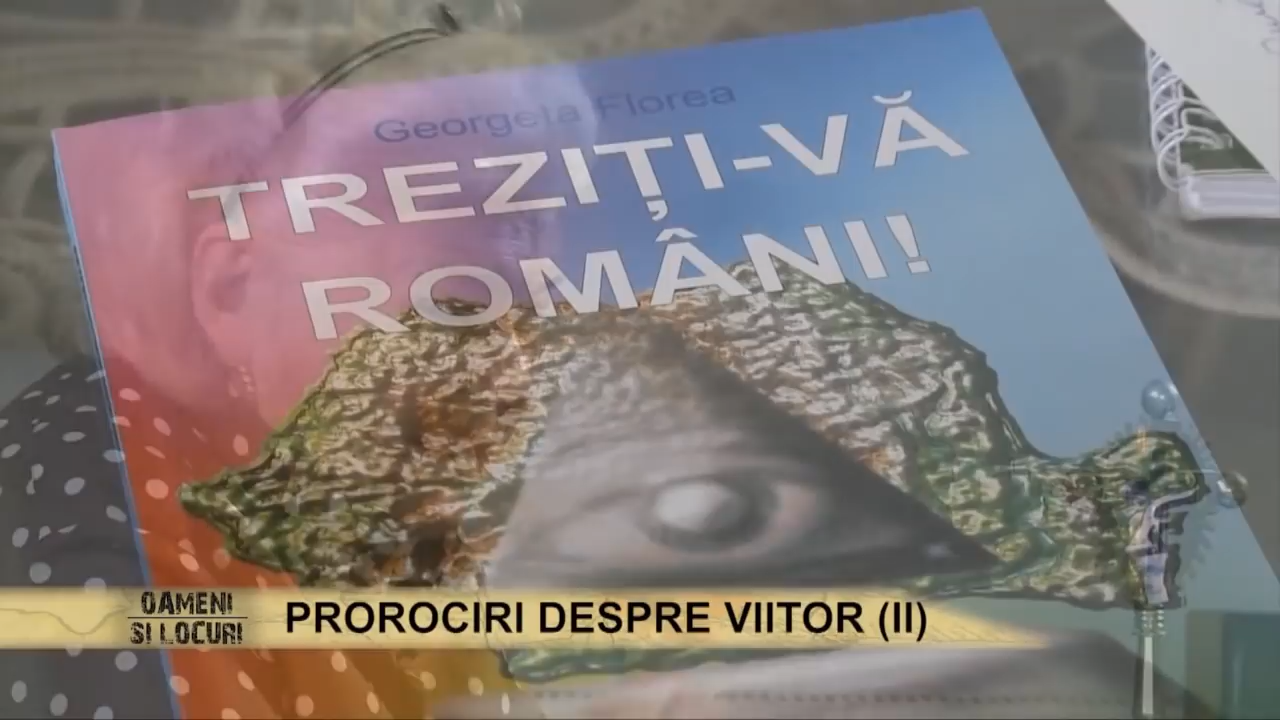 Georgeta Florea
TREZIȚI-VĂ
ROMÂNI!
OAMENI
ȘI LOCURI
PROROCIRI DESPRE VIITOR (II)